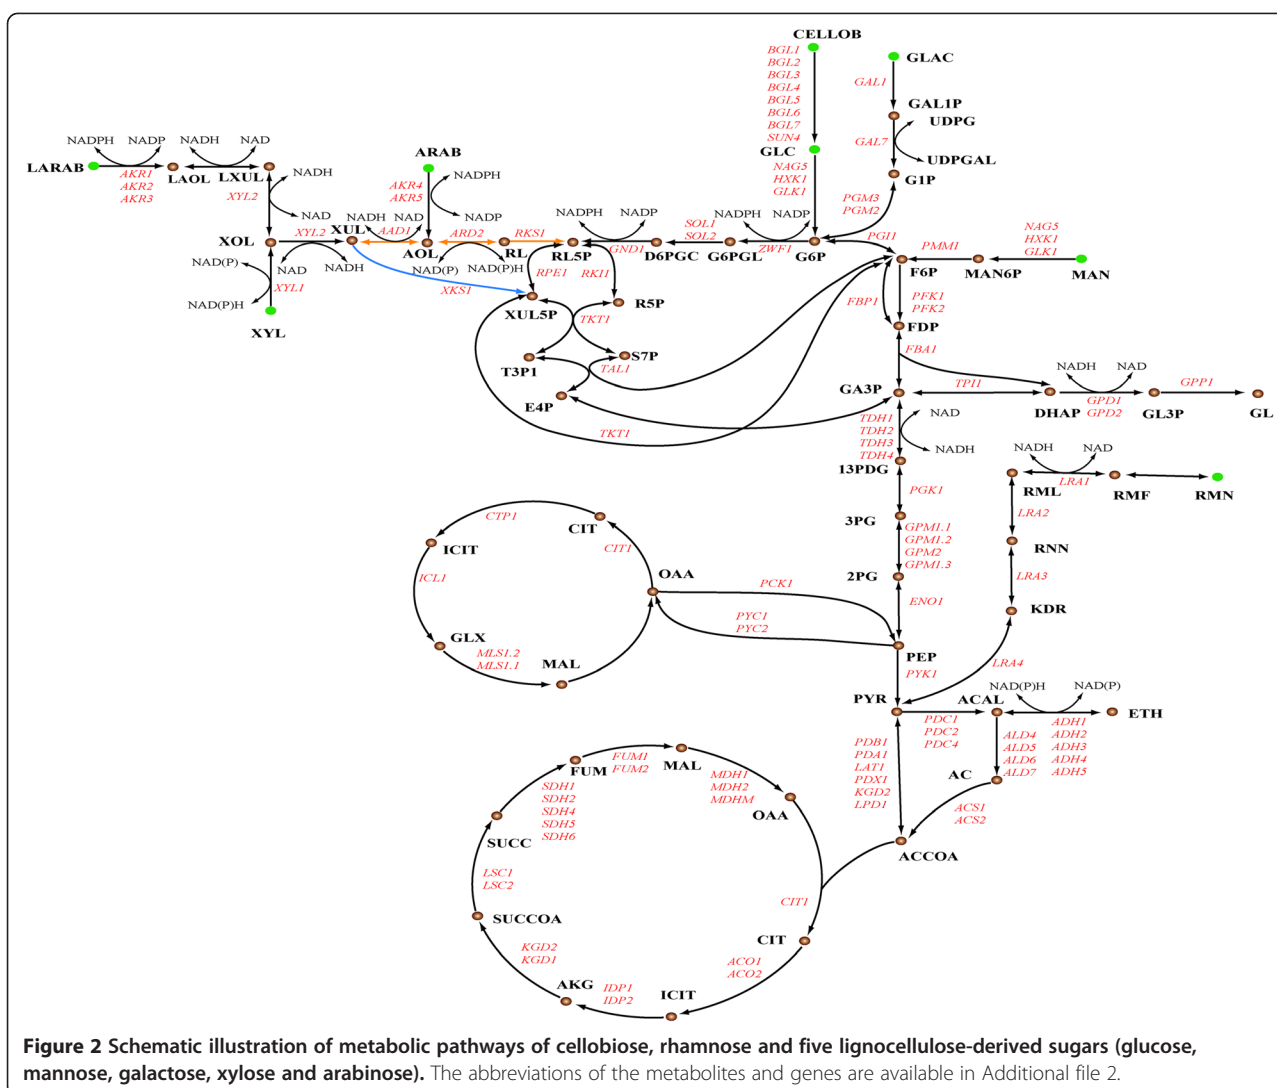 CELLOB
BGL1
BGL2
BGL3
BGL4
BGL5
BGL6
BGL7
SUN4
GLC
NAG5
HXK1
GLK1
GLAC
GAL1
GAL1P
UDPG
GAL7
UDPGAL
G1P
PGM3
PGM2
NADPH
NADP
NADH
NAD
LARAB
AKR1
AKR2
AKR3
LAOL
LXUL
XYL2
NADH
NAD
ARAB
AKR4
AKR5
NADPH
NADP
XOL
XYL2
XUL
NADH
NAD
AAD1
AOL
ARD2
RL
RKS1
RL5P
NADPH
NADP
GND1
D6PGC
SOL1
SOL2
G6PGL
NADPH
NADP
ZWF1
G6P
PGI1
NAD(P)
NAD(P)H
XYL1
XYL
NAD
NADH
NAD(P)
NAD(P)H
XKS1
RPE1
RKI1
XUL5P
R5P
TKT1
T3P1
S7P
TAL1
E4P
TKT1
F6P
PMM1
MAN6P
NAG5
HXK1
GLK1
MAN
FBP1
PFK1
PFK2
FDP
FBA1
GA3P
TPI1
DHAP
NADH
NAD
GPD1
GPD2
GL3P
GPP1
GL
TDH1
TDH2
TDH3
TDH4
NAD
NADH
13PDG
PGK1
3PG
GPM1.1
GPM1.2
GPM2
GPM1.3
2PG
ENO1
PEP
PYK1
PYR
NADH
NAD
RML
LRA1
RMF
RMN
LRA2
RNN
LRA3
KDR
LRA4
CTP1
CIT
ICIT
CIT1
ICL1
OAA
GLX
MLS1.2
MLS1.1
MAL
PCK1
PYC1
PYC2
PDC1
PDC2
PDC4
ACAL
NAD(P)H
NAD(P)
ETH
ADH1
ADH2
ADH3
ADH4
ADH5
ALD4
ALD5
ALD6
ALD7
AC
ACS1
ACS2
PDB1
PDA1
LAT1
PDX1
KGD2
LPD1
ACCOA
FUM
FUM1
FUM2
MAL
MDH1
MDH2
MDHM
OAA
SDH1
SDH2
SDH4
SDH5
SDH6
SUCC
LSC1
LSC2
SUCCOA
CIT1
CIT
KGD2
KGD1
ACO1
ACO2
AKG
IDP1
IDP2
ICIT
Figure 2 Schematic illustration of metabolic pathways of cellobiose, rhamnose and five lignocellulose-derived sugars (glucose,
mannose, galactose, xylose and arabinose). The abbreviations of the metabolites and genes are available in Additional file 2.